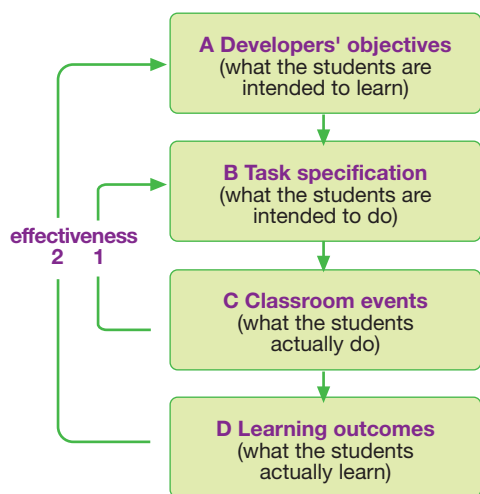 A Developers' objectives
(what the students are
intended to learn)
B Task specification
(what the students are
intended to do)
effectiveness
2 1
C Classroom events
(what the students
actually do)
D Learning outcomes
(what the students
actually learn)